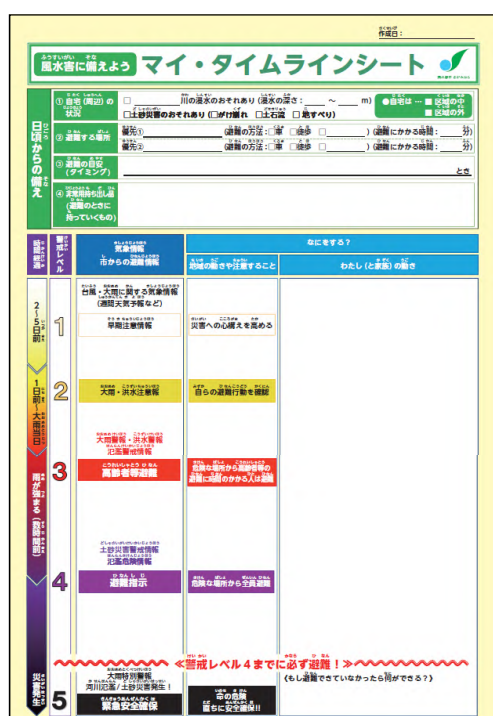 作成日：
風水害に備えよう マイ・タイムラインシート
日頃からの備え
① 自宅(周辺)の状況
□ 川の浸水のおそれあり(浸水の深さ： ～ m)
□土砂災害のおそれあり(□がけ崩れ □土石流 □地すべり)
●自宅は … ■ 区域の中
■ 区域の外
② 避難する場所
優先① (避難の方法：□車 □徒歩 □ ) (避難にかかる時間： 分)
優先② (避難の方法：□車 □徒歩 □ ) (避難にかかる時間： 分)
③ 避難の目安
(タイミング)
とき
④ 非常用持ち出し品
(避難のときに
持っていくもの)
時間経過
警戒レベル
気象情報
市からの避難情報
なにをする？
地域の動きや注意すること
わたし(と家族)の動き
2～5日前
1
台風・大雨に関する気象情報
(週間天気予報など)
早期注意情報
災害への心構えを高める
1日前～大雨当日
2
大雨・洪水注意報
自らの避難行動を確認
雨が強まる(数時間前)
3
大雨警報・洪水警報
氾濫警戒情報
高齢者等避難
危険な場所から高齢者等の
避難に時間のかかる人は避難
4
土砂災害警戒情報
氾濫危険情報
避難指示
危険な場所から全員避難
≪警戒レベル４までに必ず避難！≫
災害発生
5
大雨特別警報
河川氾濫/土砂災害発生！
緊急安全確保
命の危険
直ちに安全確保!!
(もし避難できていなかったら何ができる？)